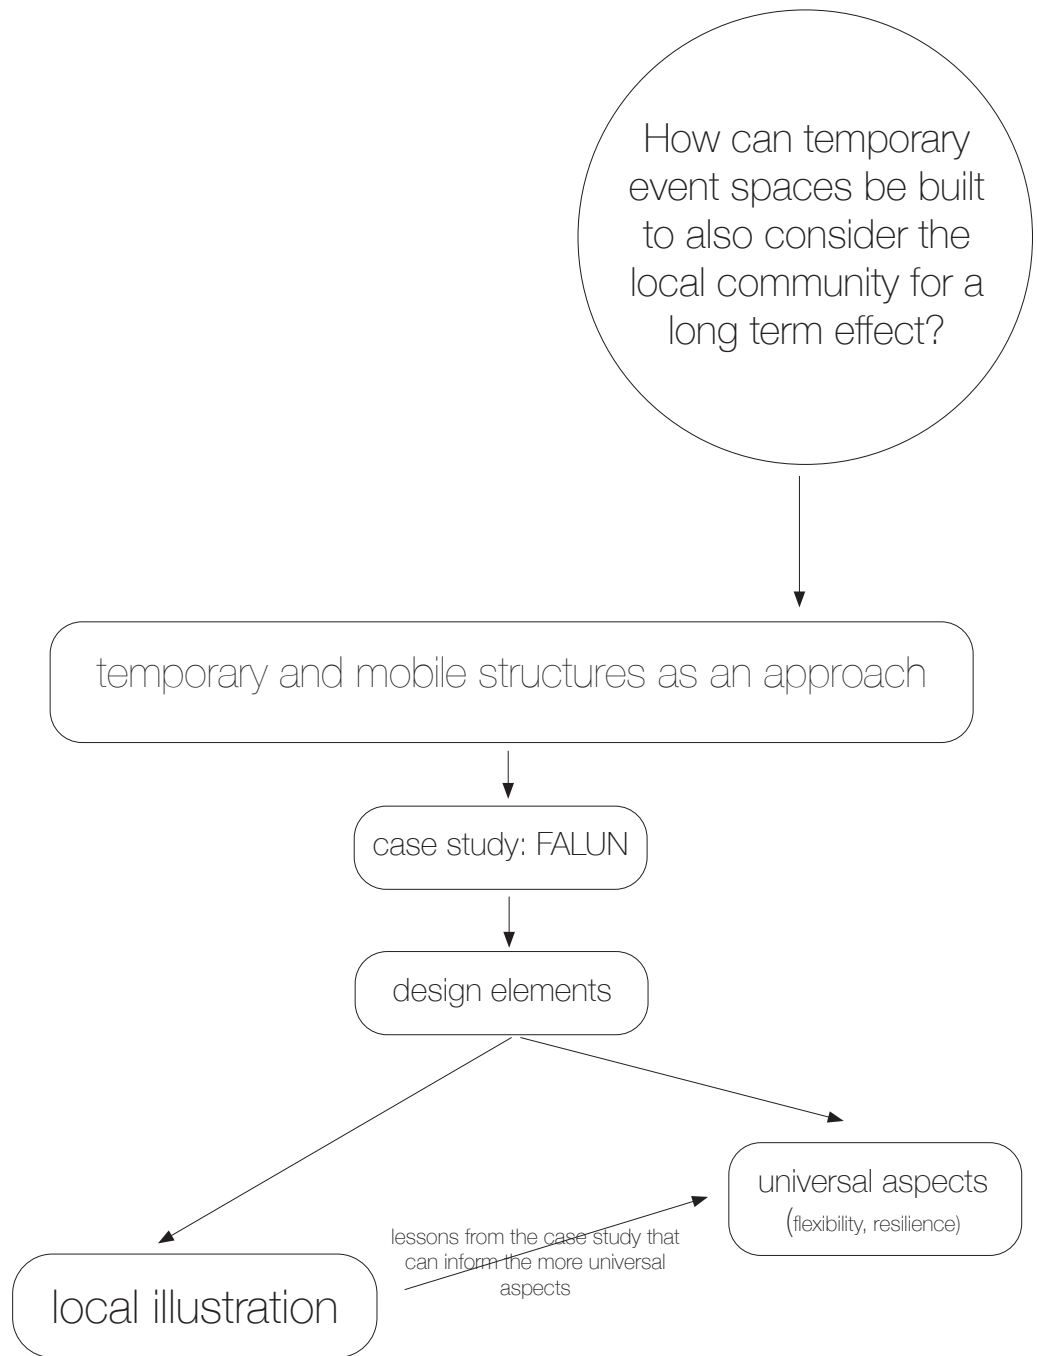 How can temporary
event spaces be built
to also consider the
local community for a
long term effect?
temporary and mobile structures as an approach
case study: FALUN
design elements
universal aspects
(flexibility, resilience)
lessons from the case study that
can inform the more universal
aspects
local illustration